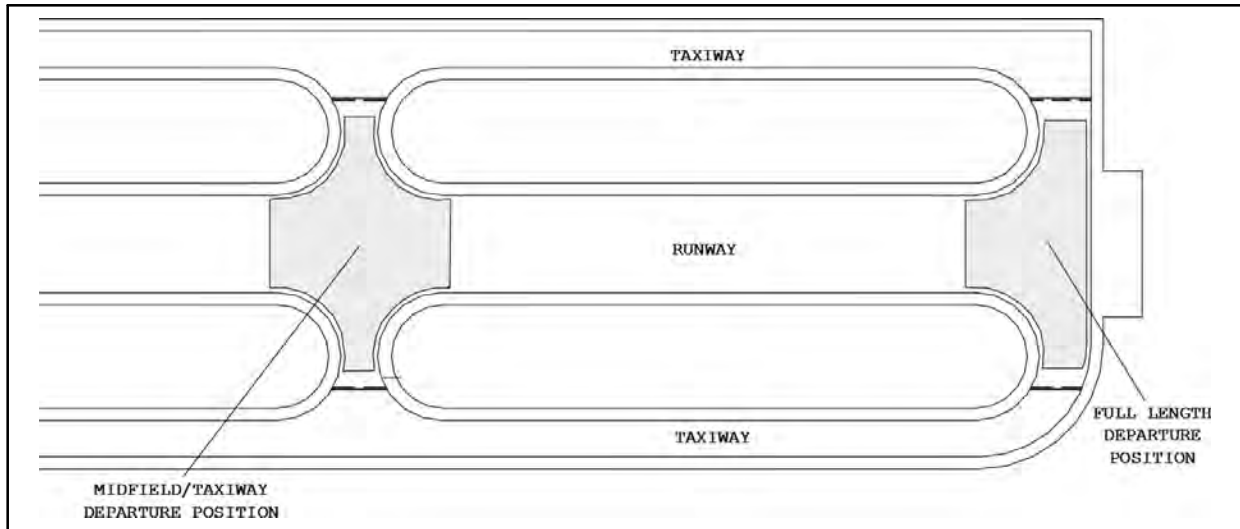 TAXIWAY
RUNWAY
TAXIWAY
FULL LENGTH
DEPARTURE
POSITION
MIDFIELD/TAXIWAY
DEPARTURE POSITION